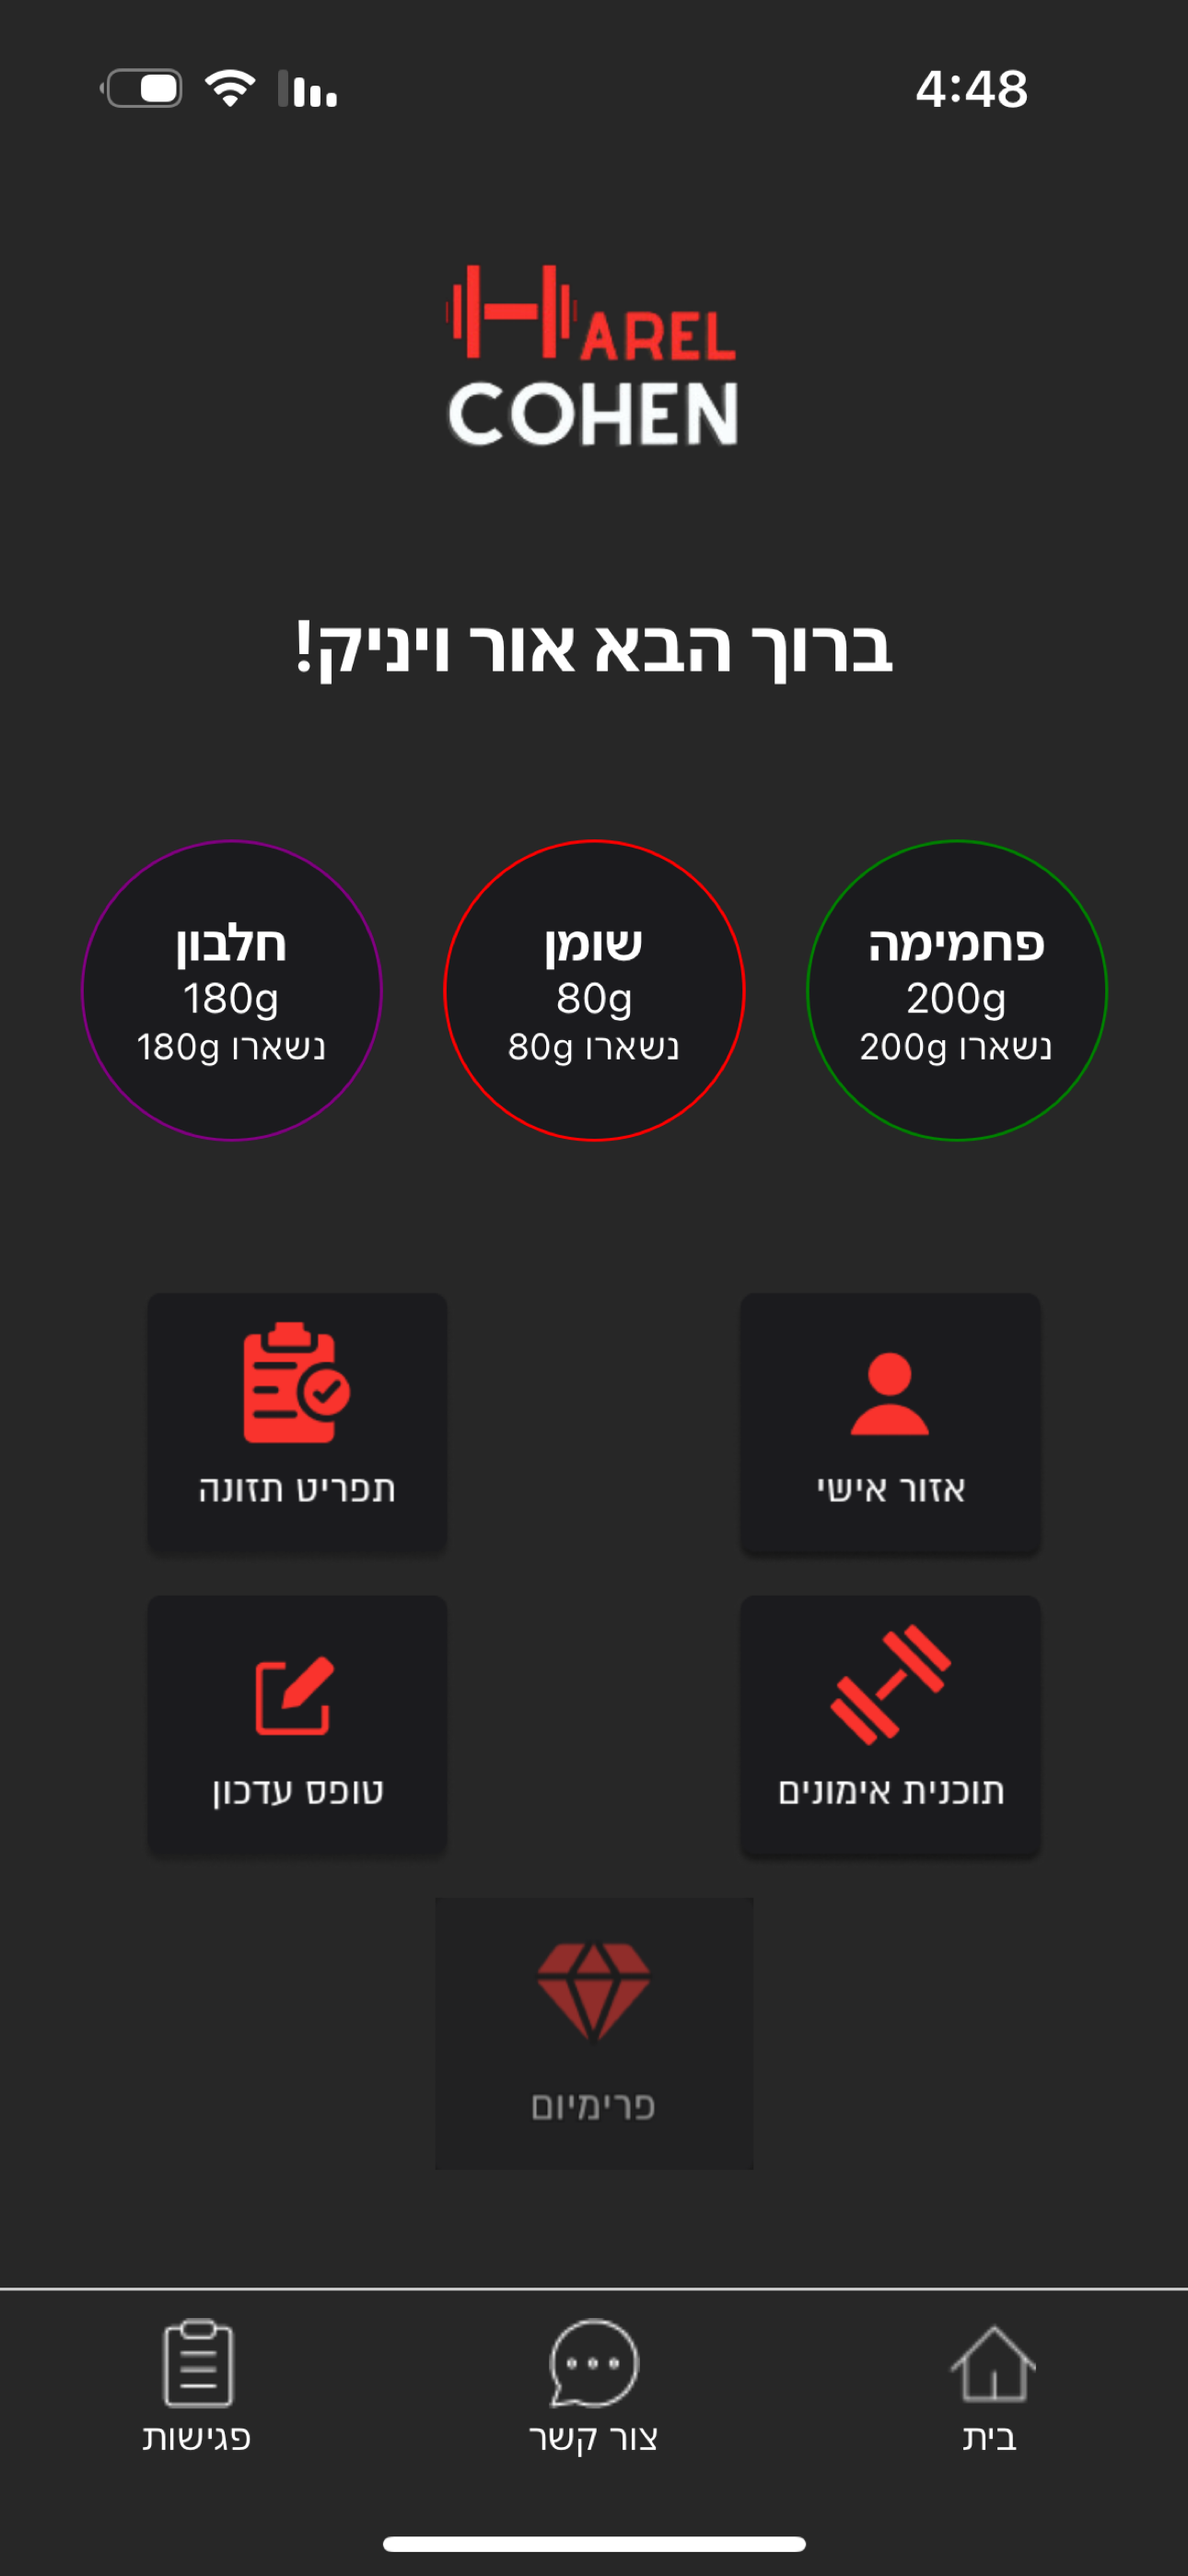 4:48
HAREL
COHEN
ברוך הבא אור ויניק!
פחמימה
200g
נשארו 200g
שומן
80g
נשארו 80g
חלבון
180g
נשארו 180g
אזור אישי
תפריט תזונה
תוכנית אימונים
טופס עדכון
פרימיום
בית
צור קשר
פגישות